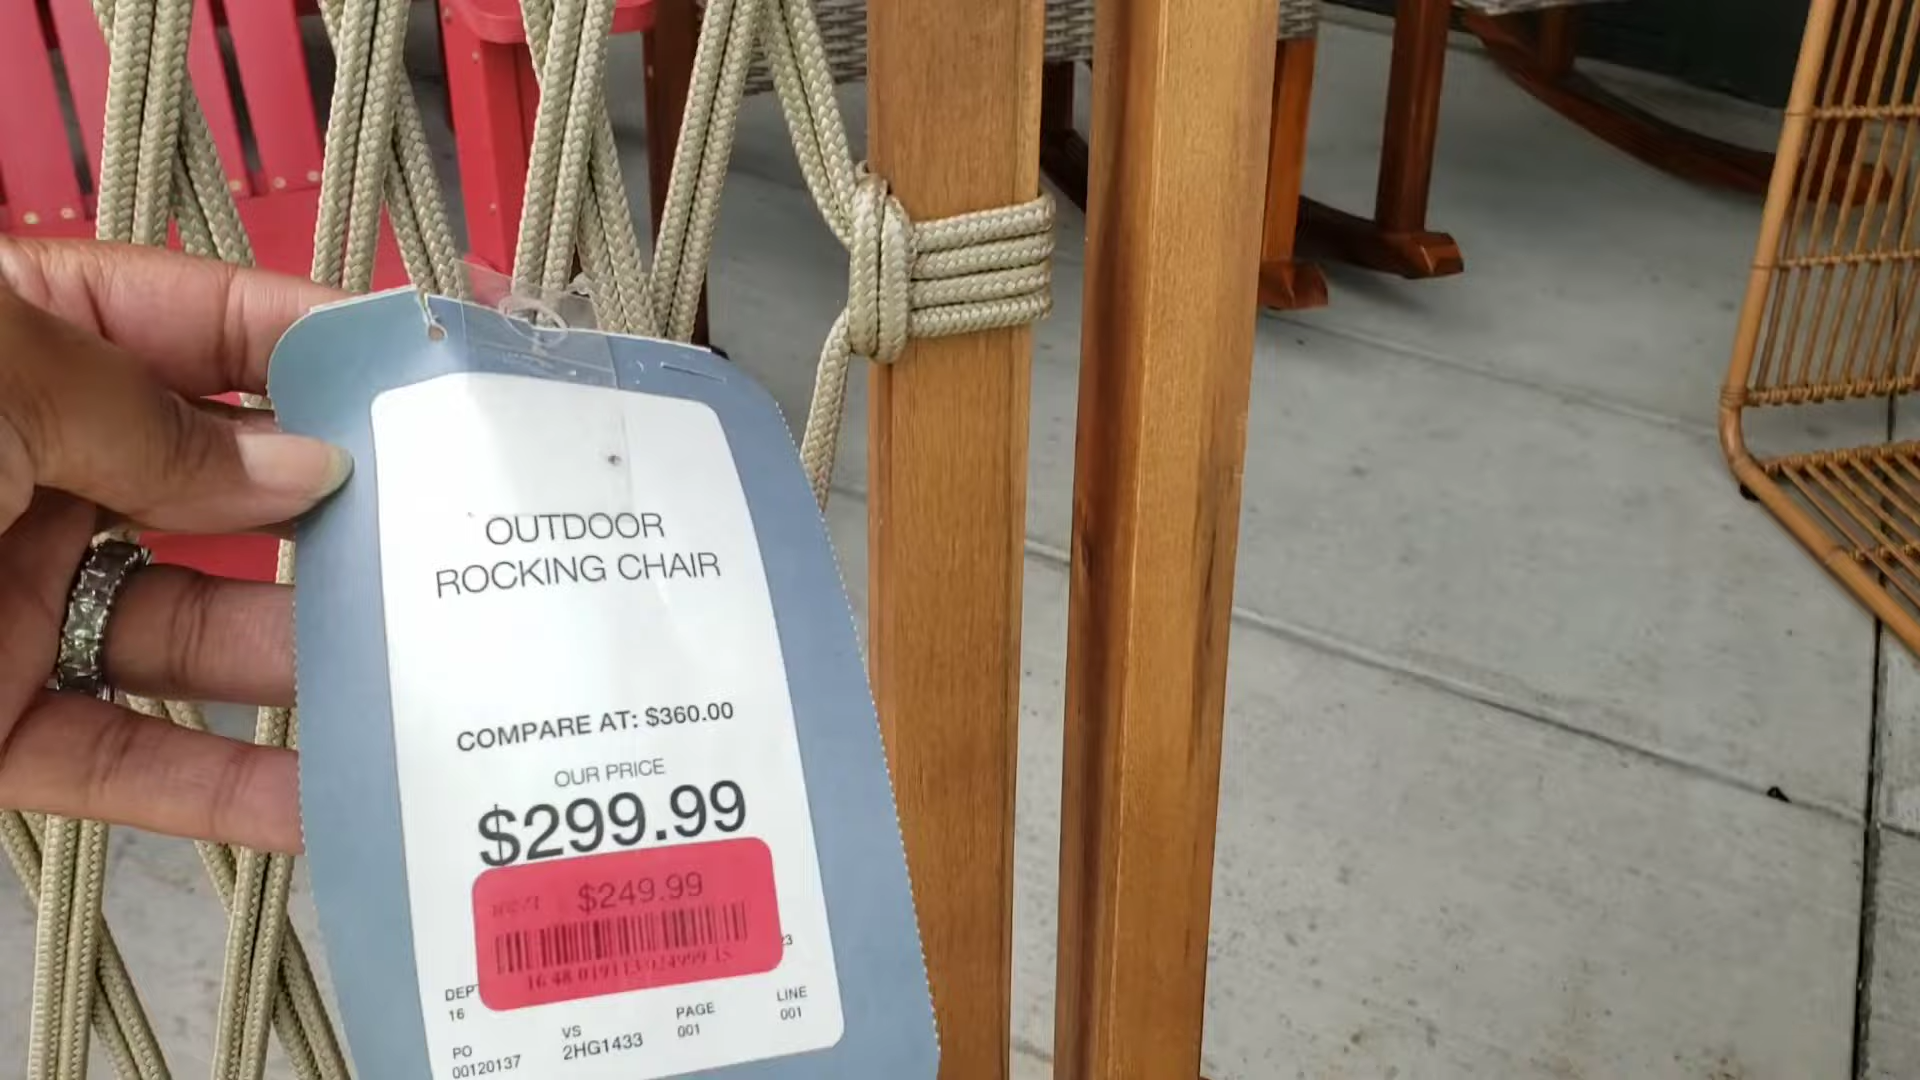 OUTDOOR
ROCKING CHAIR
COMPARE AT: $360.00
OUR PRICE
$299.99
$249.99
DEP
16
PO
00120137
VS
2HG1433
PAGE
001
LINE
001